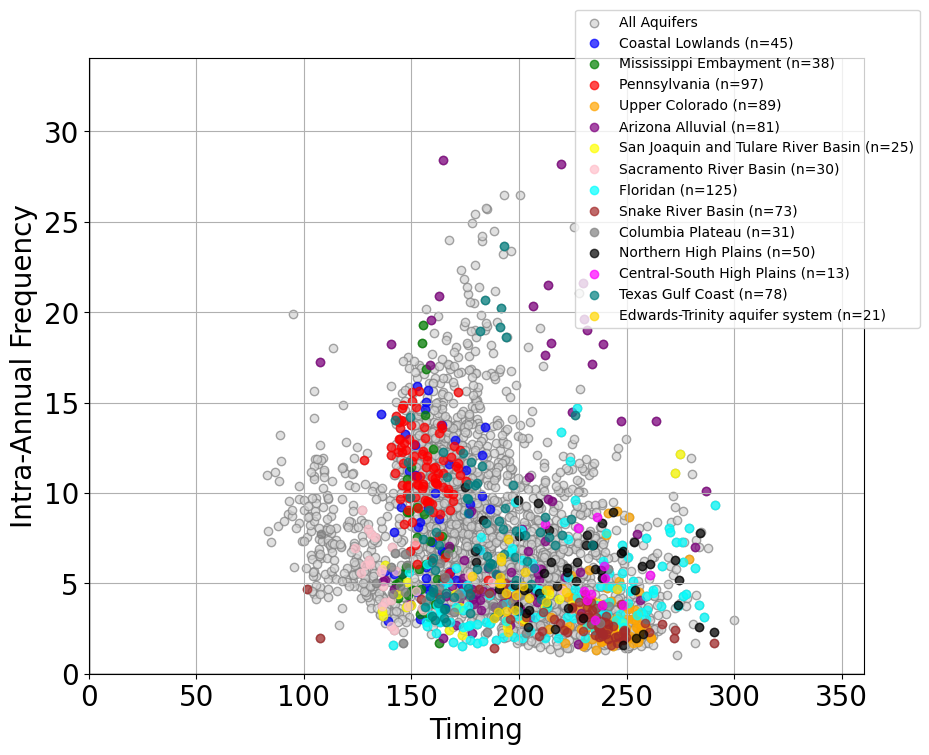 All Aquifers
Coastal Lowlands (n=45)
Mississippi Embayment (n=38)
Pennsylvania (n=97)
Upper Colorado (n=89)
Arizona Alluvial (n=81)
San Joaquin and Tulare River Basin (n=25)
Sacramento River Basin (n=30)
Floridan (n=125)
Snake River Basin (n=73)
Columbia Plateau (n=31)
Northern High Plains (n=50)
Central-South High Plains (n=13)
Texas Gulf Coast (n=78)
Edwards-Trinity aquifer system (n=21)
Intra-Annual Frequency
30
25
20
15
10
5
0
0 50 100 150 200 250 300 350
Timing